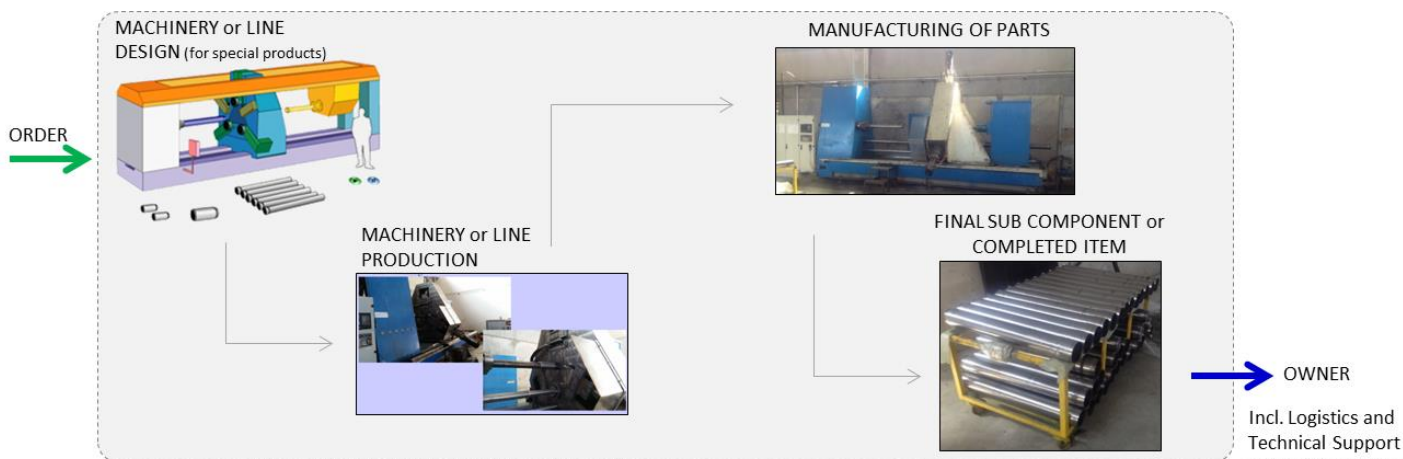 ORDER
MACHINERY or LINE
DESIGN (for special products)
MACHINERY or LINE
PRODUCTION
MANUFACTURING OF PARTS
FINAL SUB COMPONENT or
COMPLETED ITEM
OWNER
Incl. Logistics and
Technical Support